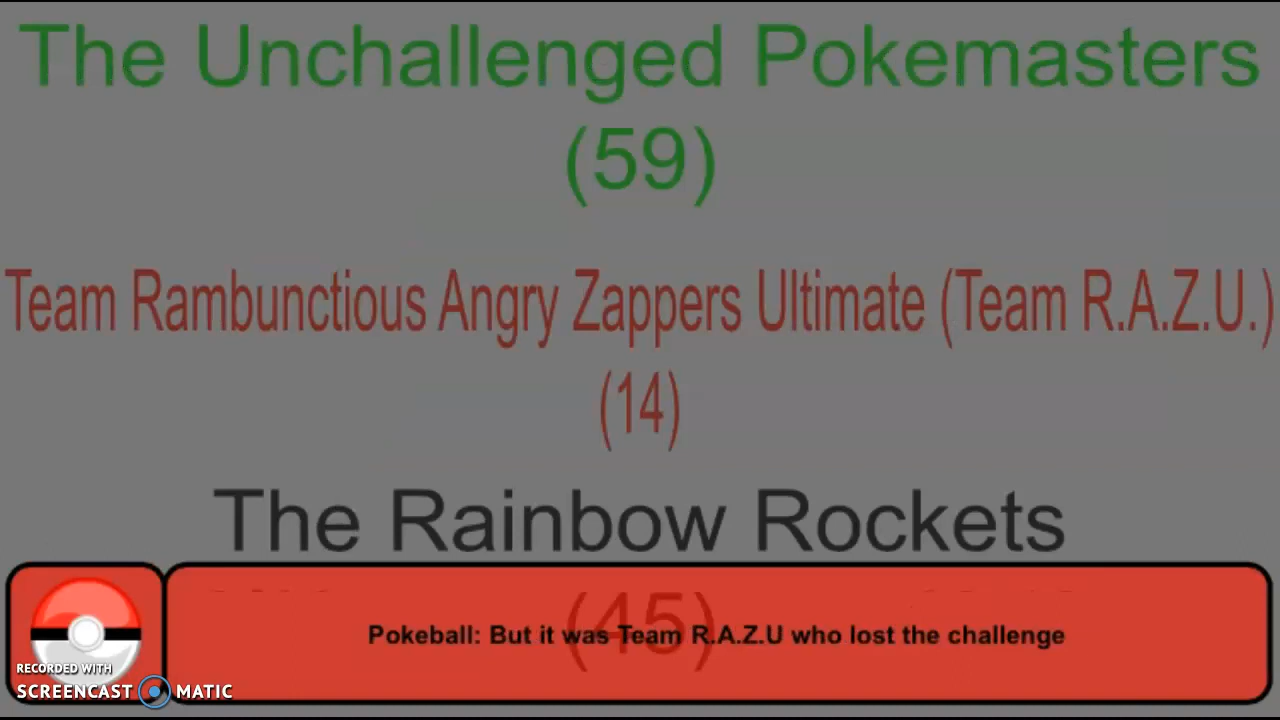 The Unchallenged Pokemasters
(59)
Team Rambunctious Angry Zappers Ultimate (Team R.A.Z.U.)
(14)
The Rainbow Rockets
(45)
Pokeball: But it was Team R.A.Z.U who lost the challenge
RECORDED WITH
SCREENCAST MATIC